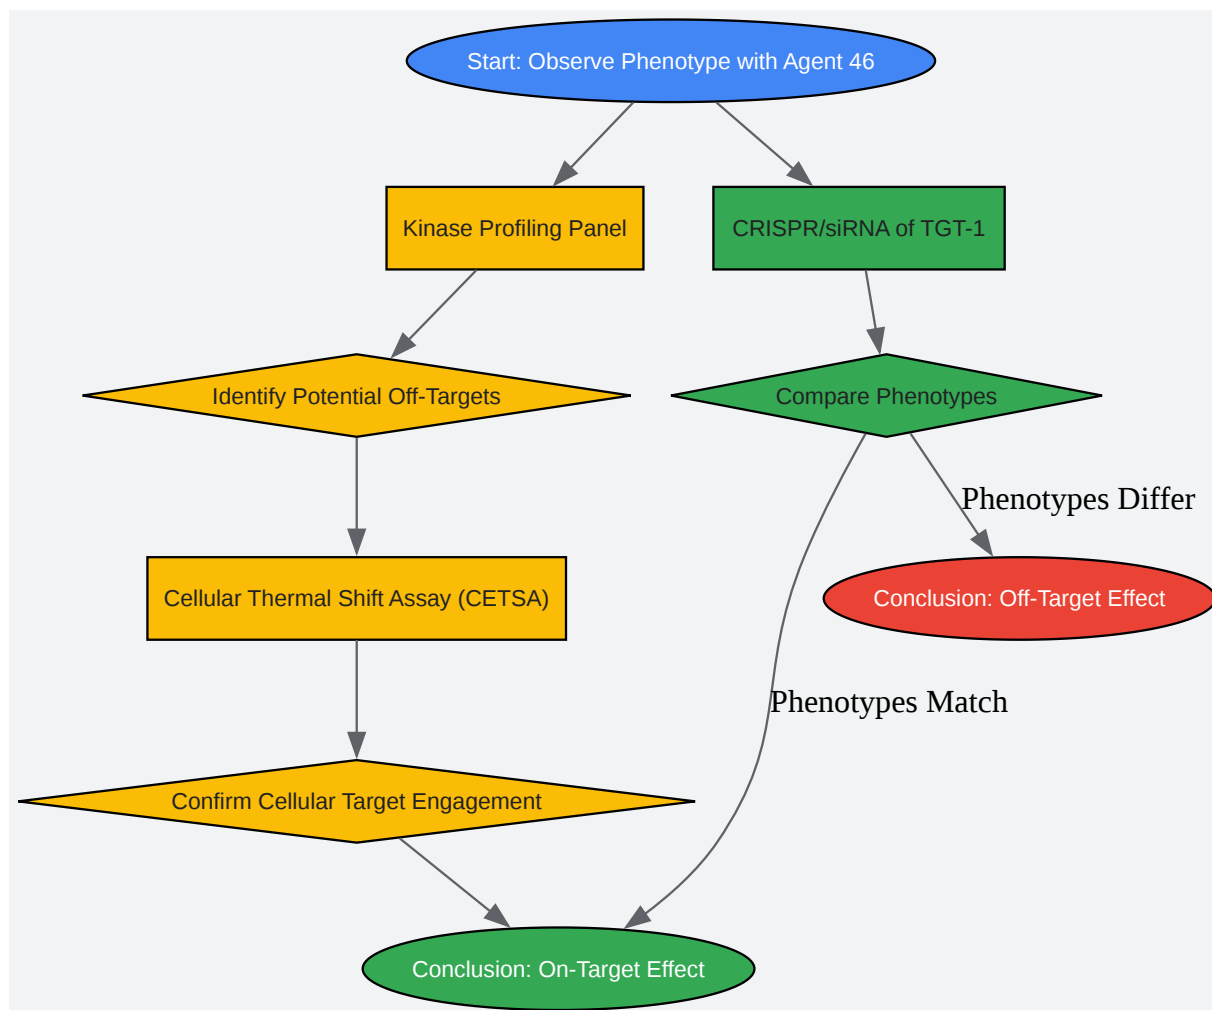 Start: Observe Phenotype with Agent 46
Kinase Profiling Panel
CRISPR/siRNA of TGT-1
Identify Potential Off-Targets
Compare Phenotypes
Phenotypes Differ
Cellular Thermal Shift Assay (CETSA)
Conclusion: Off-Target Effect
Phenotypes Match
Confirm Cellular Target Engagement
Conclusion: On-Target Effect